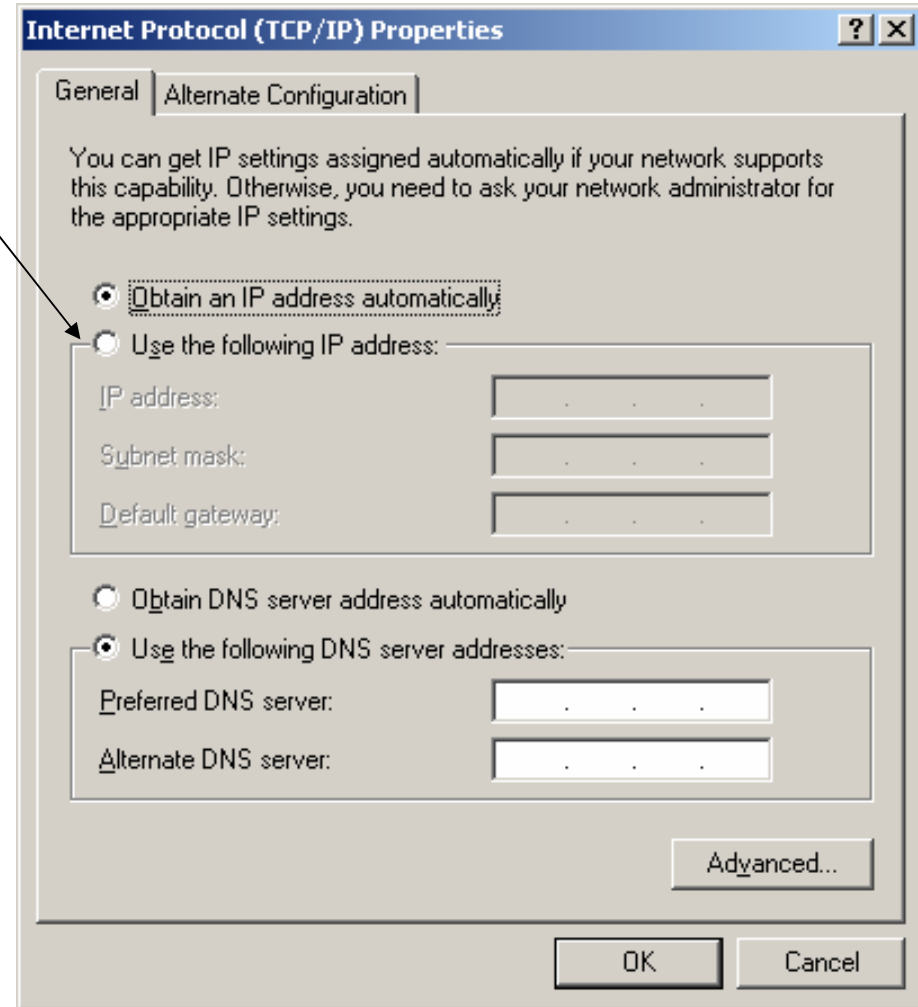 Internet Protocol (TCP/IP) Properties
General
Alternate Configuration
You can get IP settings assigned automatically if your network supports
this capability. Otherwise, you need to ask your network administrator for
the appropriate IP settings.
Obtain an IP address automatically
Use the following IP address:
IP address:
Subnet mask:
Default gateway:
Obtain DNS server address automatically
Use the following DNS server addresses:
Preferred DNS server:
Alternate DNS server:
Advanced...
OK
Cancel